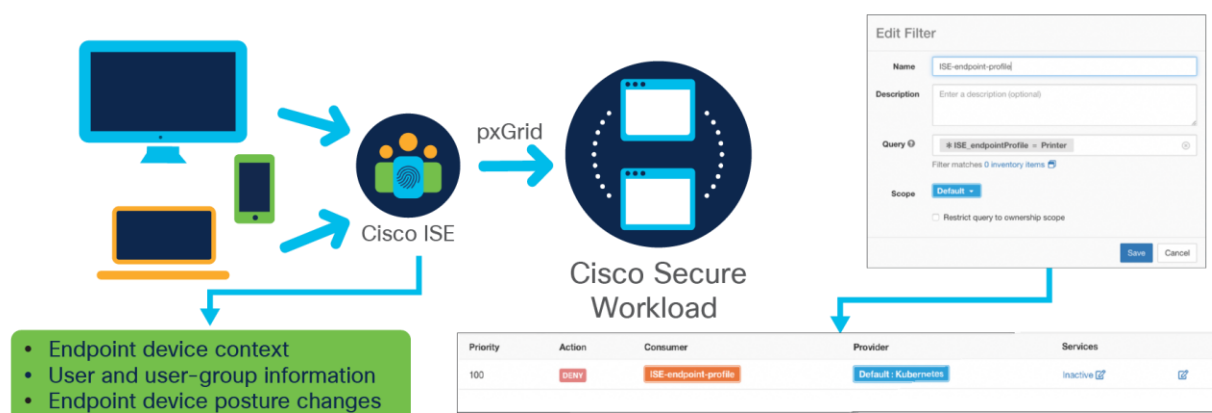 pxGrid
Cisco ISE
Cisco Secure
Workload
• Endpoint device context
• User and user-group information
• Endpoint device posture changes
Edit Filter
Name ISE-endpoint-profile
Description Enter a description (optional)
Query ✱ ISE_endpointProfile = Printer
Filter matches 0 inventory items
Scope Default
Restrict query to ownership scope
Save Cancel
Priority Action Consumer Provider Services
100 DENY ISE-endpoint-profile Default : Kubernetes Inactive